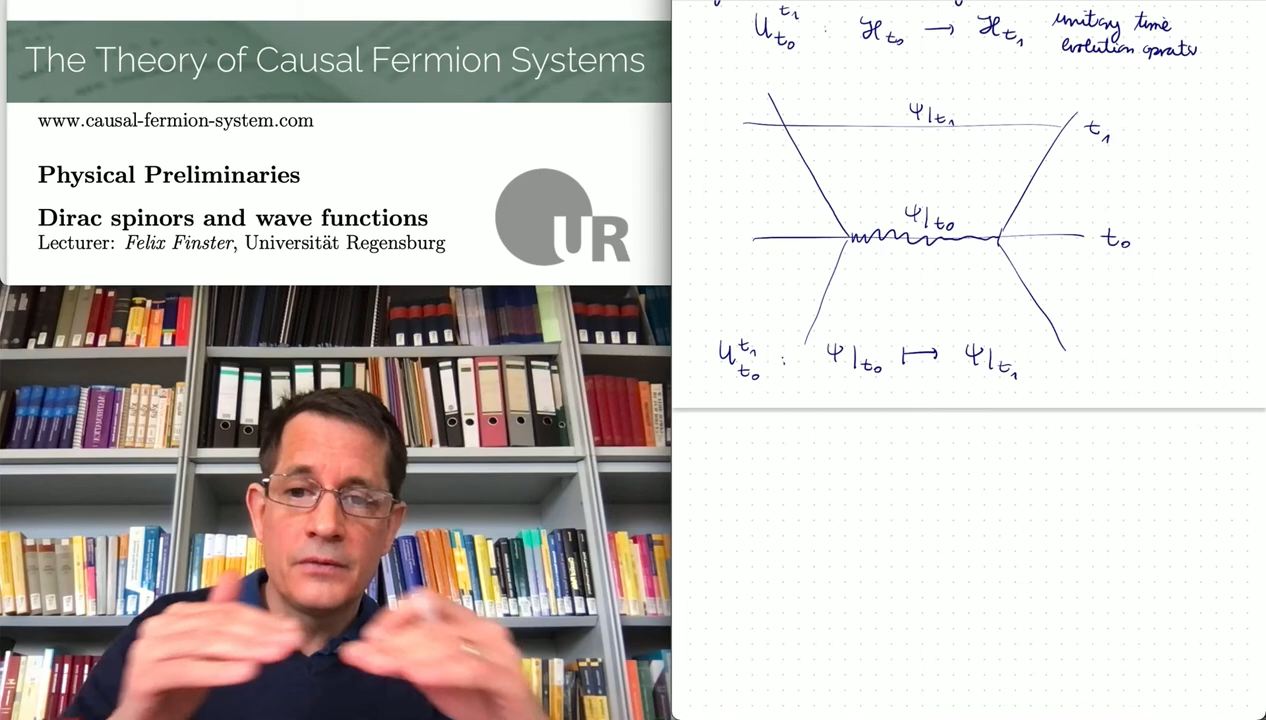 The Theory of Causal Fermion Systems
www.causal-fermion-system.com
Physical Preliminaries
Dirac spinors and wave functions
Lecturer: Felix Finster, Universität Regensburg
UR
U_{t₀}^{t₁} : ℋ_{t₀} → ℋ_{t₁} unitary time
evolution operator
ψ|_{t₁} t₁
ψ|_{t₀} t₀
U_{t₀}^{t₁} : ψ|_{t₀} ↦ ψ|_{t₁}